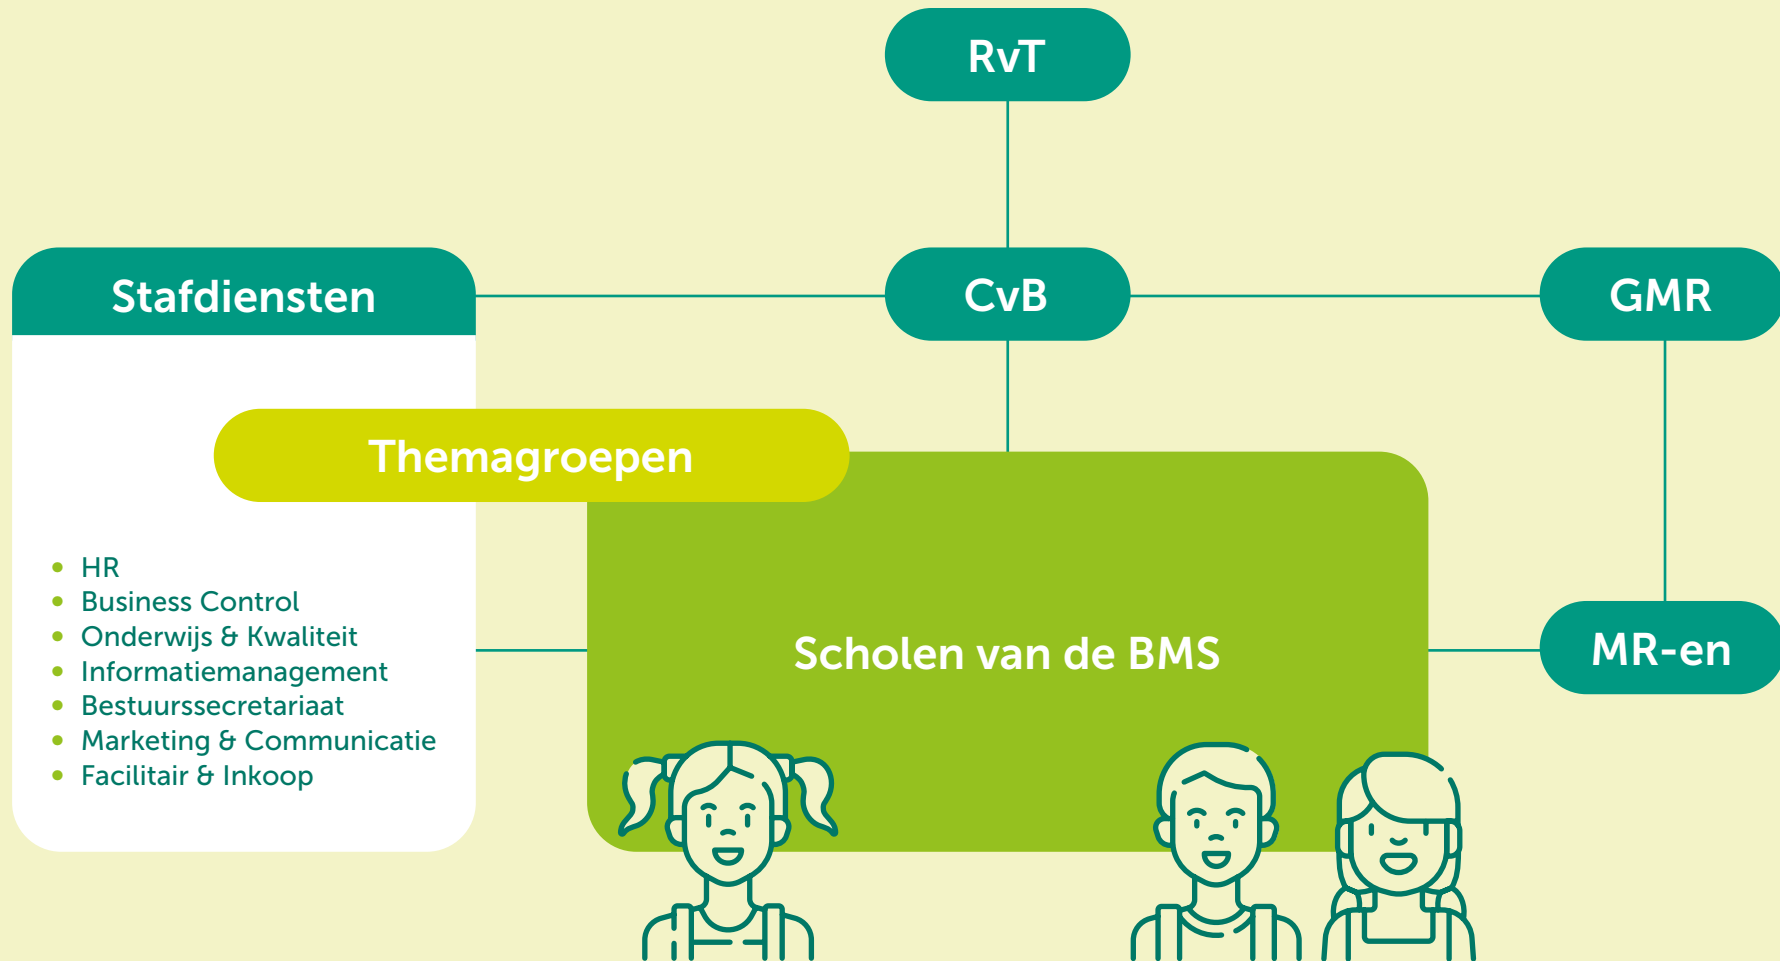 RvT
Stafdiensten
CvB
GMR
Themagroepen
• HR
• Business Control
• Onderwijs & Kwaliteit
• Informatiemanagement
• Bestuurssecretariaat
• Marketing & Communicatie
• Facilitair & Inkoop
Scholen van de BMS
MR-en